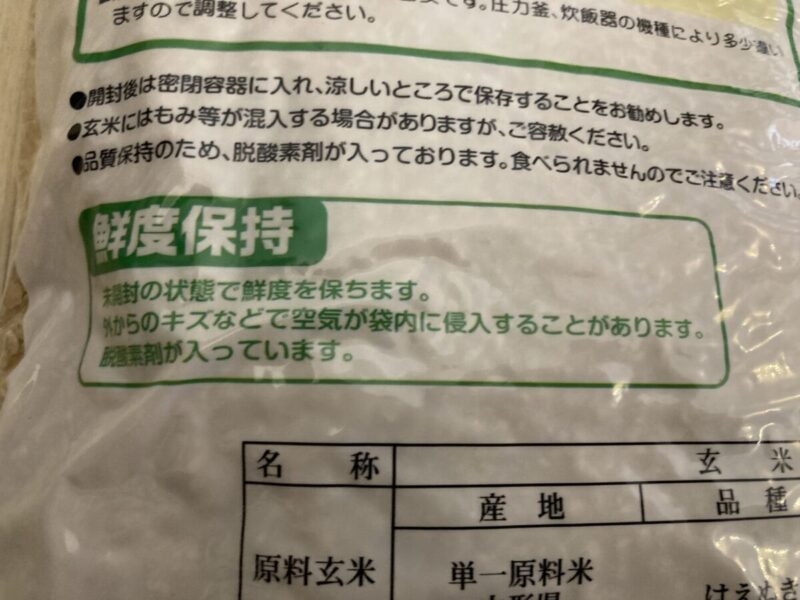 です。圧力釜、炊飯器の機種により多少違い
ますので調整してください。
●開封後は密閉容器に入れ、涼しいところで保存することをお勧めします。
●玄米にはもみ等が混入する場合がありますが、ご容赦ください。
●品質保持のため、脱酸素剤が入っております。食べられませんのでご注意ください。
鮮度保持
未開封の状態で鮮度を保ちます。
外からのキズなどで空気が袋内に侵入することがあります。
脱酸素剤が入っています。
名 称 玄 米
産 地 品 種
原料玄米 単一原料米 はえぬき